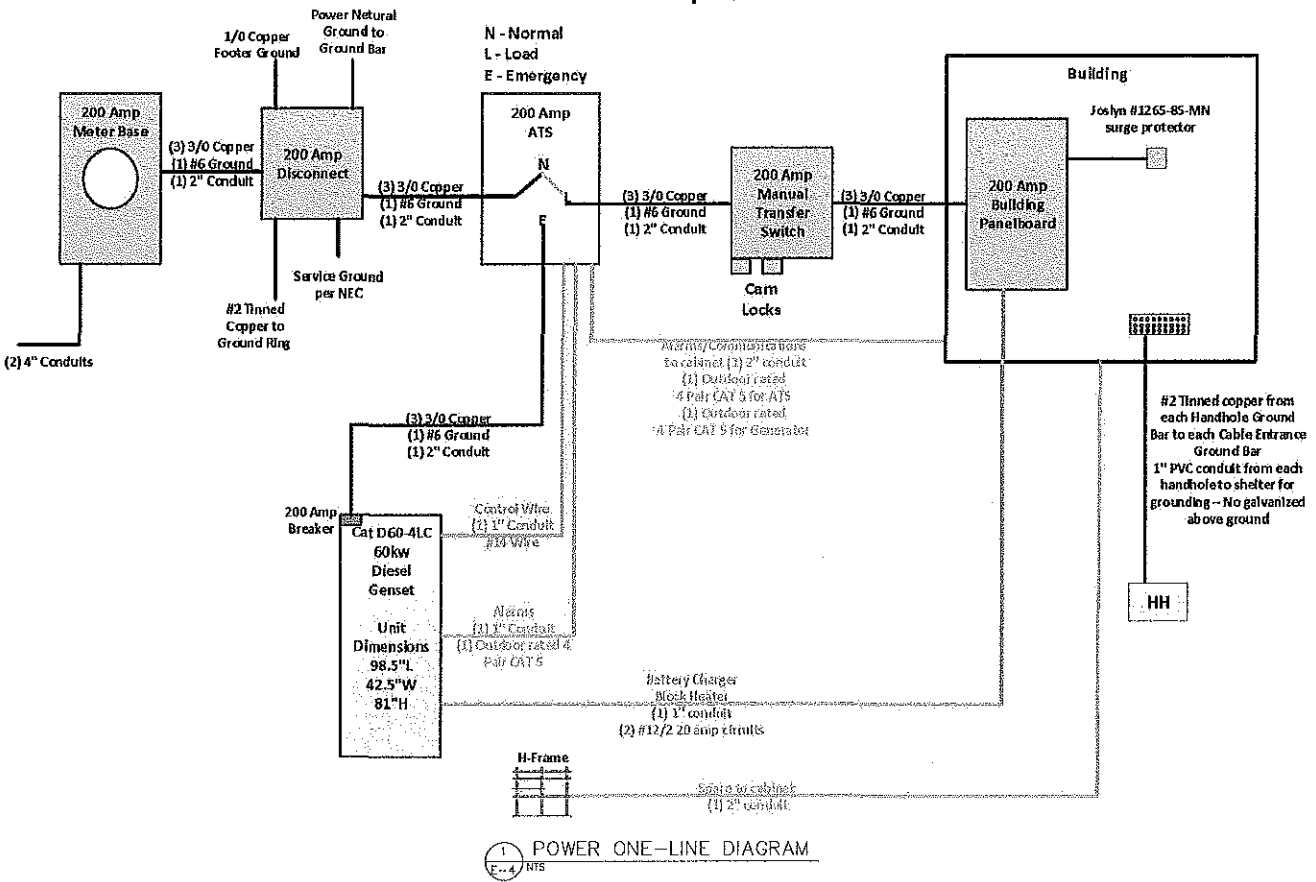 1/0 Copper
Footer Ground
Power Netural
Ground to
Ground Bar
N - Normal
L - Load
E - Emergency
200 Amp
Meter Base
(3) 3/0 Copper
(1) #6 Ground
(1) 2" Conduit
200 Amp
Disconnect
(3) 3/0 Copper
(1) #6 Ground
(1) 2" Conduit
200 Amp
ATS
N
E
(3) 3/0 Copper
(1) #6 Ground
(1) 2" Conduit
200 Amp
Manual
Transfer
Switch
Cam
Locks
(3) 3/0 Copper
(1) #6 Ground
(1) 2" Conduit
Building
200 Amp
Building
Panelboard
Joslyn #1265-85-MN
surge protector
(2) 4" Conduits
#2 Tinned
Copper to
Ground Ring
Service Ground
per NEC
Alarms/Communications
to cabinet (1) 2" conduit
(1) Outdoor rated
4 Pair CAT 5 for ATS
(1) Outdoor rated
4 Pair CAT 5 for Generator
#2 Tinned copper from
each Handhole Ground
Bar to each Cable Entrance
Ground Bar
1" PVC conduit from each
handhole to shelter for
grounding -- No galvanized
above ground
HH
(3) 3/0 Copper
(1) #6 Ground
(1) 2" Conduit
200 Amp
Breaker
Cat D60-4LC
60kw
Diesel
Genset
Unit
Dimensions
98.5"L
42.5"W
81"H
Control Wire
(1) 1" Conduit
#14 Wire
Alarms
(1) 1" Conduit
(1) Outdoor rated 4
Pair CAT 5
Battery Charger
Block Heater
(1) 1" conduit
(2) #12/2 20 amp circuits
H-Frame
Spare to cabinet
(1) 2" conduit
1
E-4
POWER ONE-LINE DIAGRAM
NTS